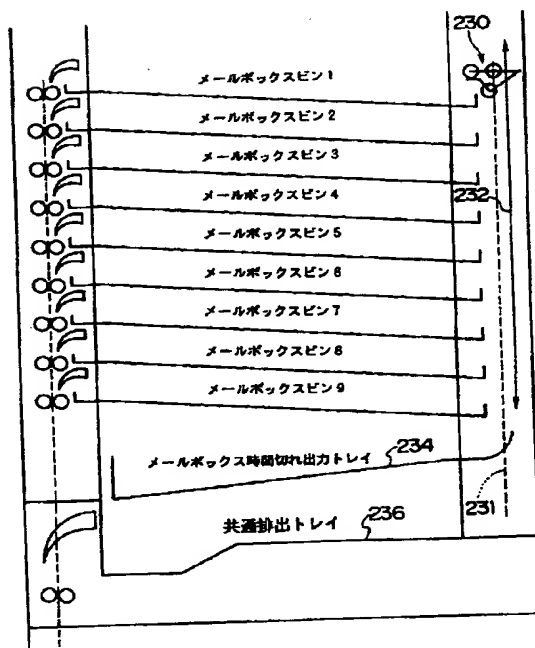 230
メールボックスビン1
メールボックスビン2
メールボックスビン3
232
メールボックスビン4
メールボックスビン5
メールボックスビン6
メールボックスビン7
メールボックスビン8
メールボックスビン9
メールボックス時間切れ出力トレイ
234
231
共通排出トレイ
236